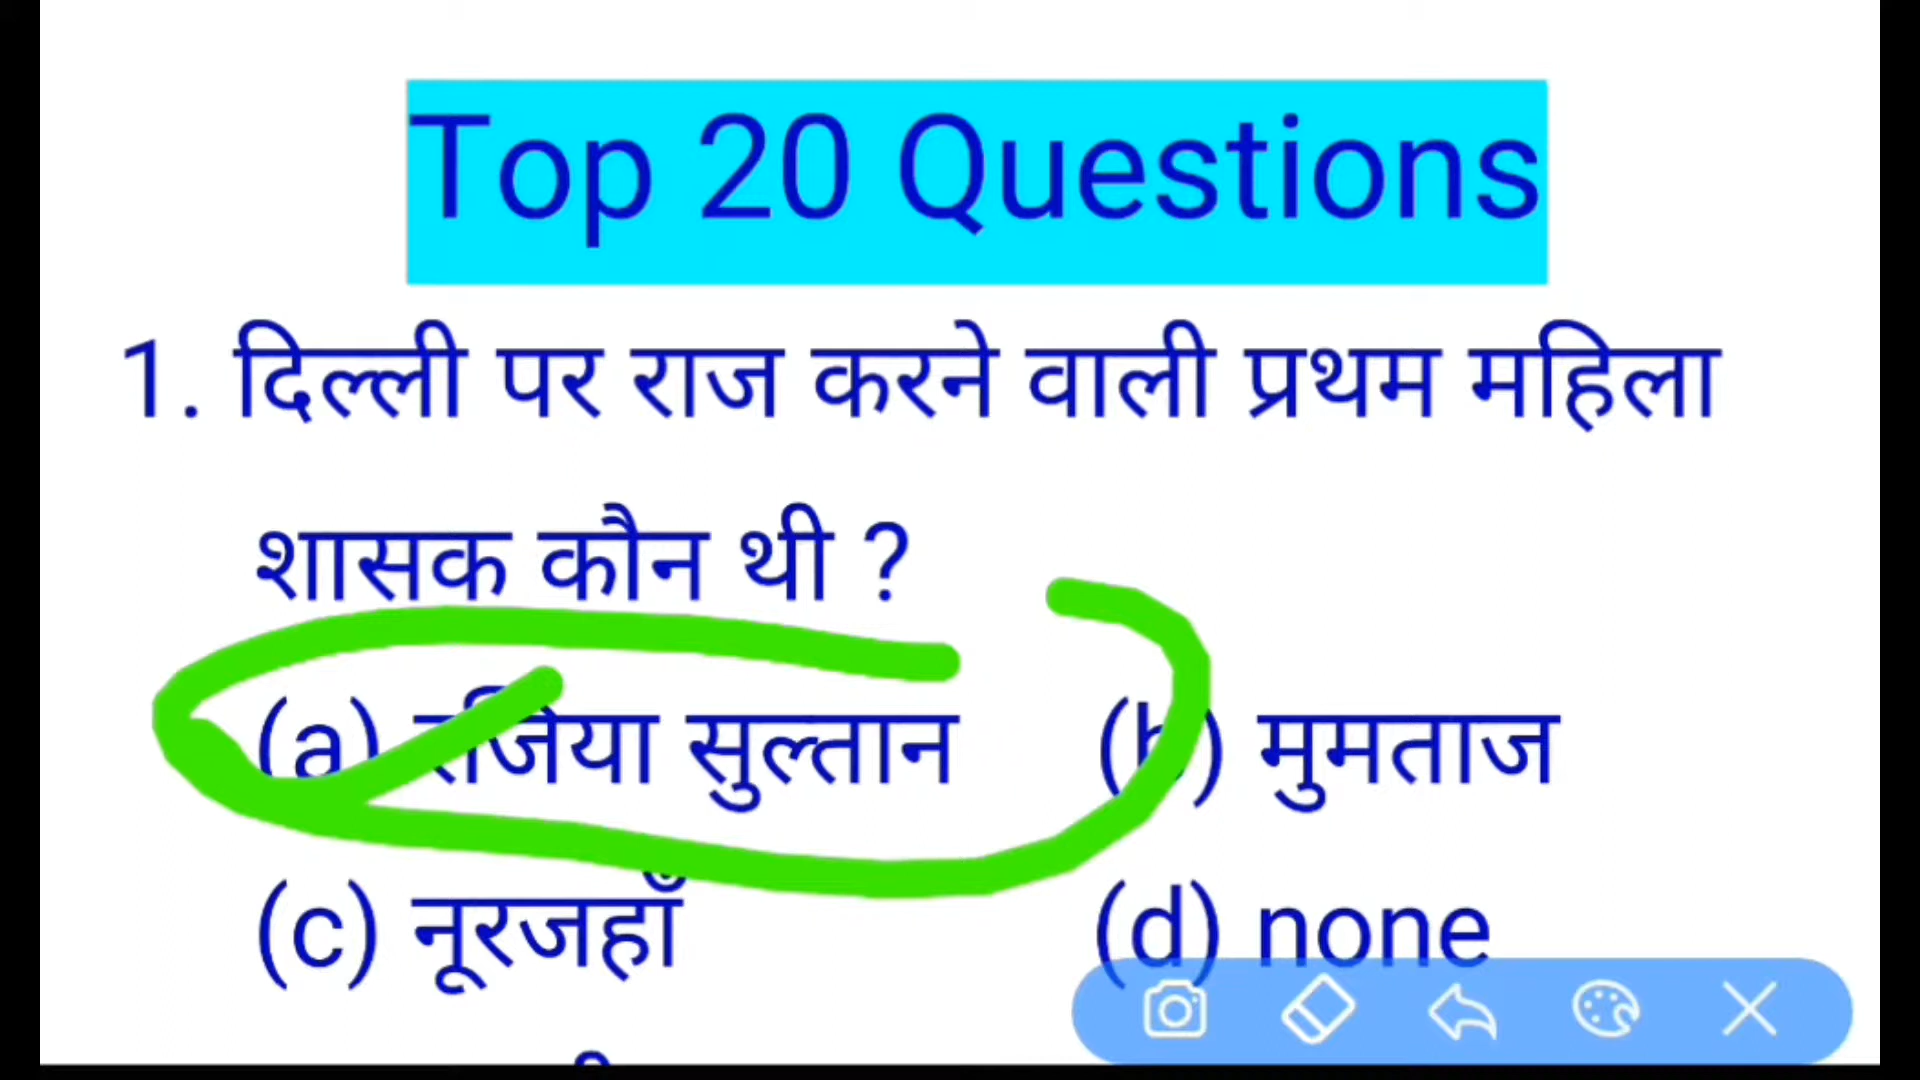 Top 20 Questions
1. दिल्ली पर राज करने वाली प्रथम महिला
शासक कौन थी ?
(a) रजिया सुल्तान (b) मुमताज
(c) नूरजहाँ (d) none